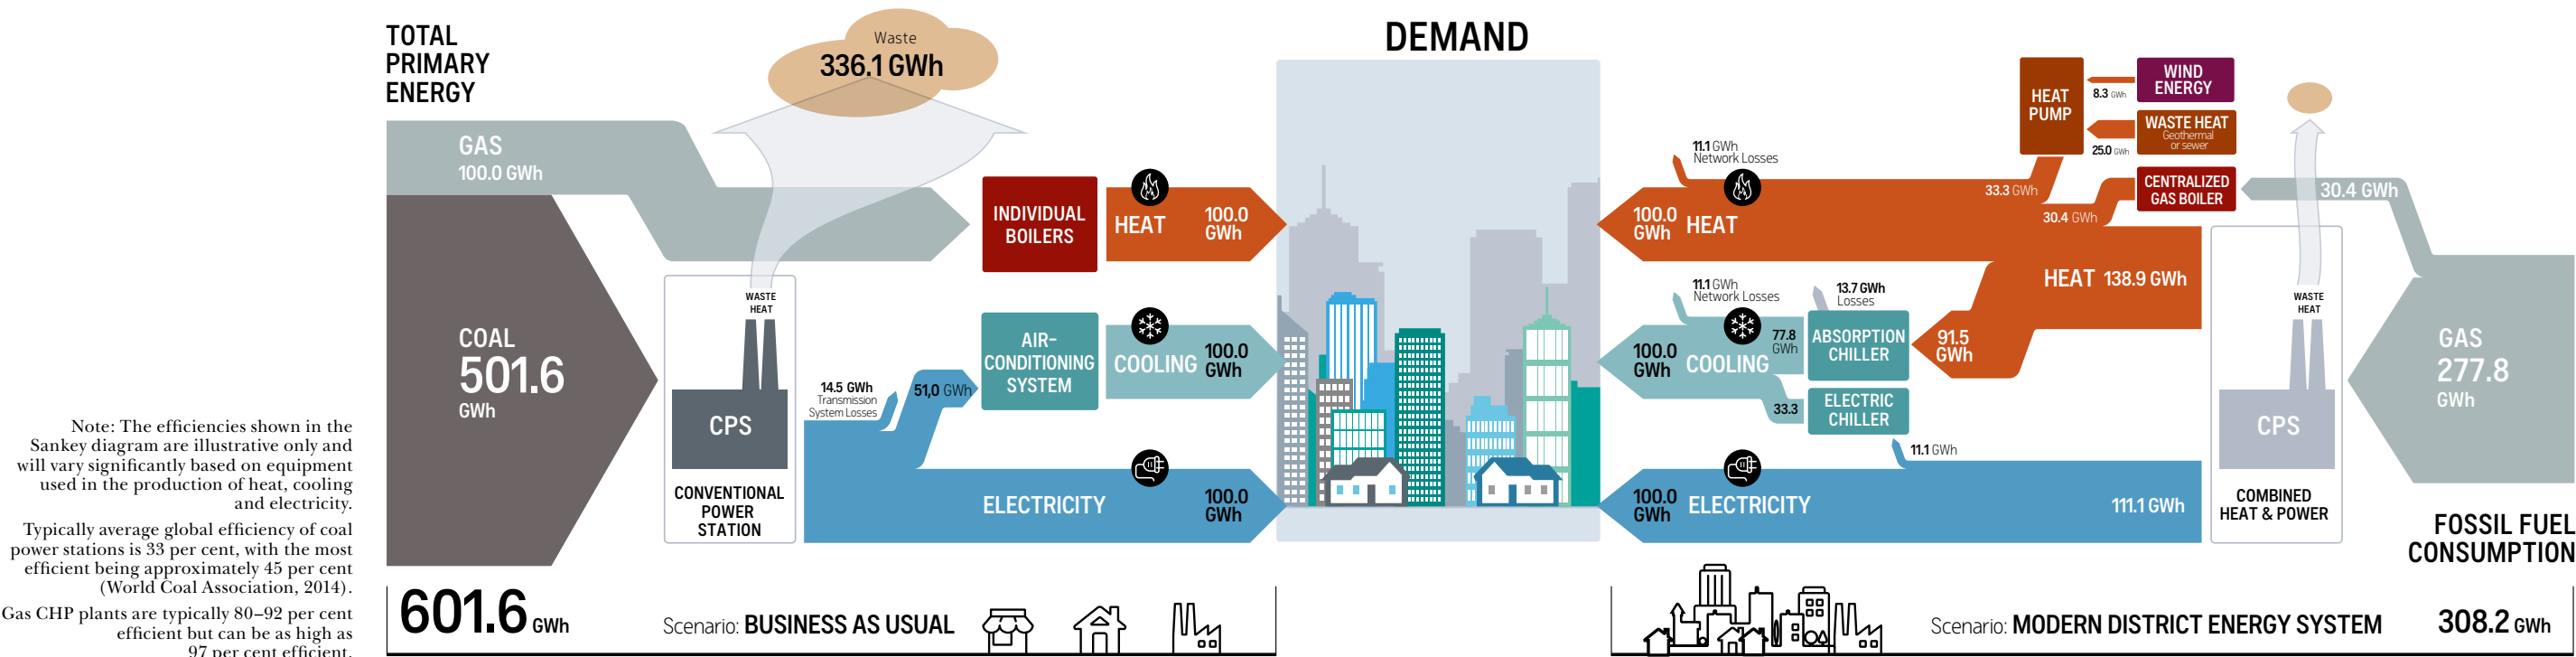 TOTAL
PRIMARY
ENERGY
GAS
100.0 GWh
COAL
501.6
GWh
Waste
336.1 GWh
WASTE
HEAT
CPS
CONVENTIONAL
POWER
STATION
14.5 GWh
Transmission
System Losses
51,0 GWh
INDIVIDUAL
BOILERS
HEAT
100.0
GWh
AIR-
CONDITIONING
SYSTEM
COOLING
100.0
GWh
ELECTRICITY
100.0
GWh
601.6 GWh
Scenario: BUSINESS AS USUAL
Note: The efficiencies shown in the
Sankey diagram are illustrative only and
will vary significantly based on equipment
used in the production of heat, cooling
and electricity.
Typically average global efficiency of coal
power stations is 33 per cent, with the most
efficient being approximately 45 per cent
(World Coal Association, 2014).
Gas CHP plants are typically 80–92 per cent
efficient but can be as high as
97 per cent efficient.
DEMAND
11.1 GWh
Network Losses
100.0
GWh
HEAT
33.3 GWh
30.4 GWh
HEAT
PUMP
8.3 GWh
WIND
ENERGY
25.0 GWh
WASTE HEAT
Geothermal
or sewer
CENTRALIZED
GAS BOILER
30.4 GWh
HEAT 138.9 GWh
11.1 GWh
Network Losses
100.0
GWh
COOLING
77.8
GWh
13.7 GWh
Losses
ABSORPTION
CHILLER
91.5
GWh
33.3
ELECTRIC
CHILLER
11.1 GWh
100.0
GWh
ELECTRICITY
111.1 GWh
WASTE
HEAT
CPS
COMBINED
HEAT & POWER
GAS
277.8
GWh
FOSSIL FUEL
CONSUMPTION
Scenario: MODERN DISTRICT ENERGY SYSTEM
308.2 GWh